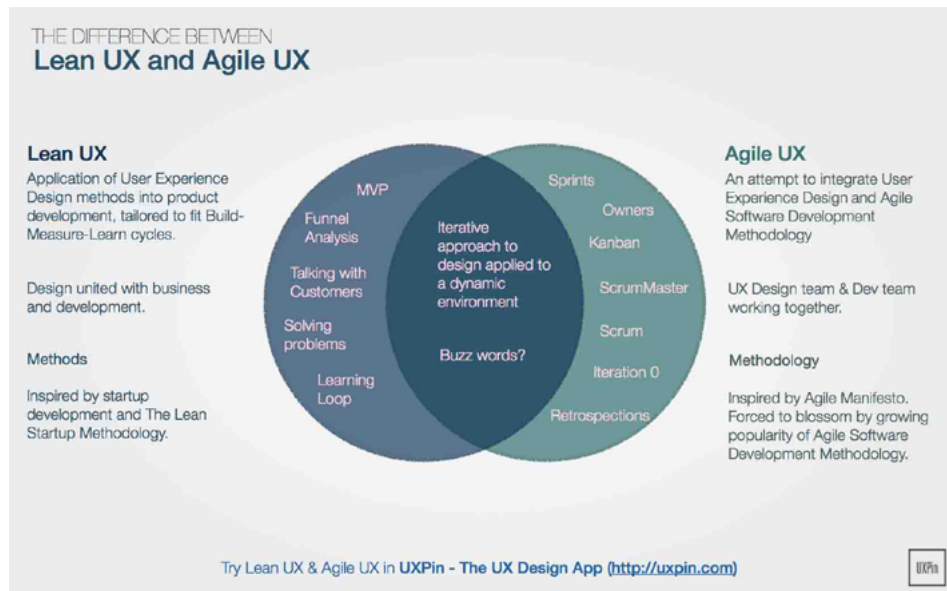 THE DIFFERENCE BETWEEN
Lean UX and Agile UX
Lean UX
Application of User Experience
Design methods into product
development, tailored to fit Build-
Measure-Learn cycles.
Design united with business
and development.
Methods
Inspired by startup
development and The Lean
Startup Methodology.
MVP
Funnel
Analysis
Talking with
Customers
Solving
problems
Learning
Loop
Iterative
approach to
design applied to
a dynamic
environment
Buzz words?
Sprints
Owners
Kanban
ScrumMaster
Scrum
Iteration 0
Retrospections
Agile UX
An attempt to integrate User
Experience Design and Agile
Software Development
Methodology
UX Design team & Dev team
working together.
Methodology
Inspired by Agile Manifesto.
Forced to blossom by growing
popularity of Agile Software
Development Methodology.
Try Lean UX & Agile UX in UXPin - The UX Design App (http://uxpin.com)
UXPin